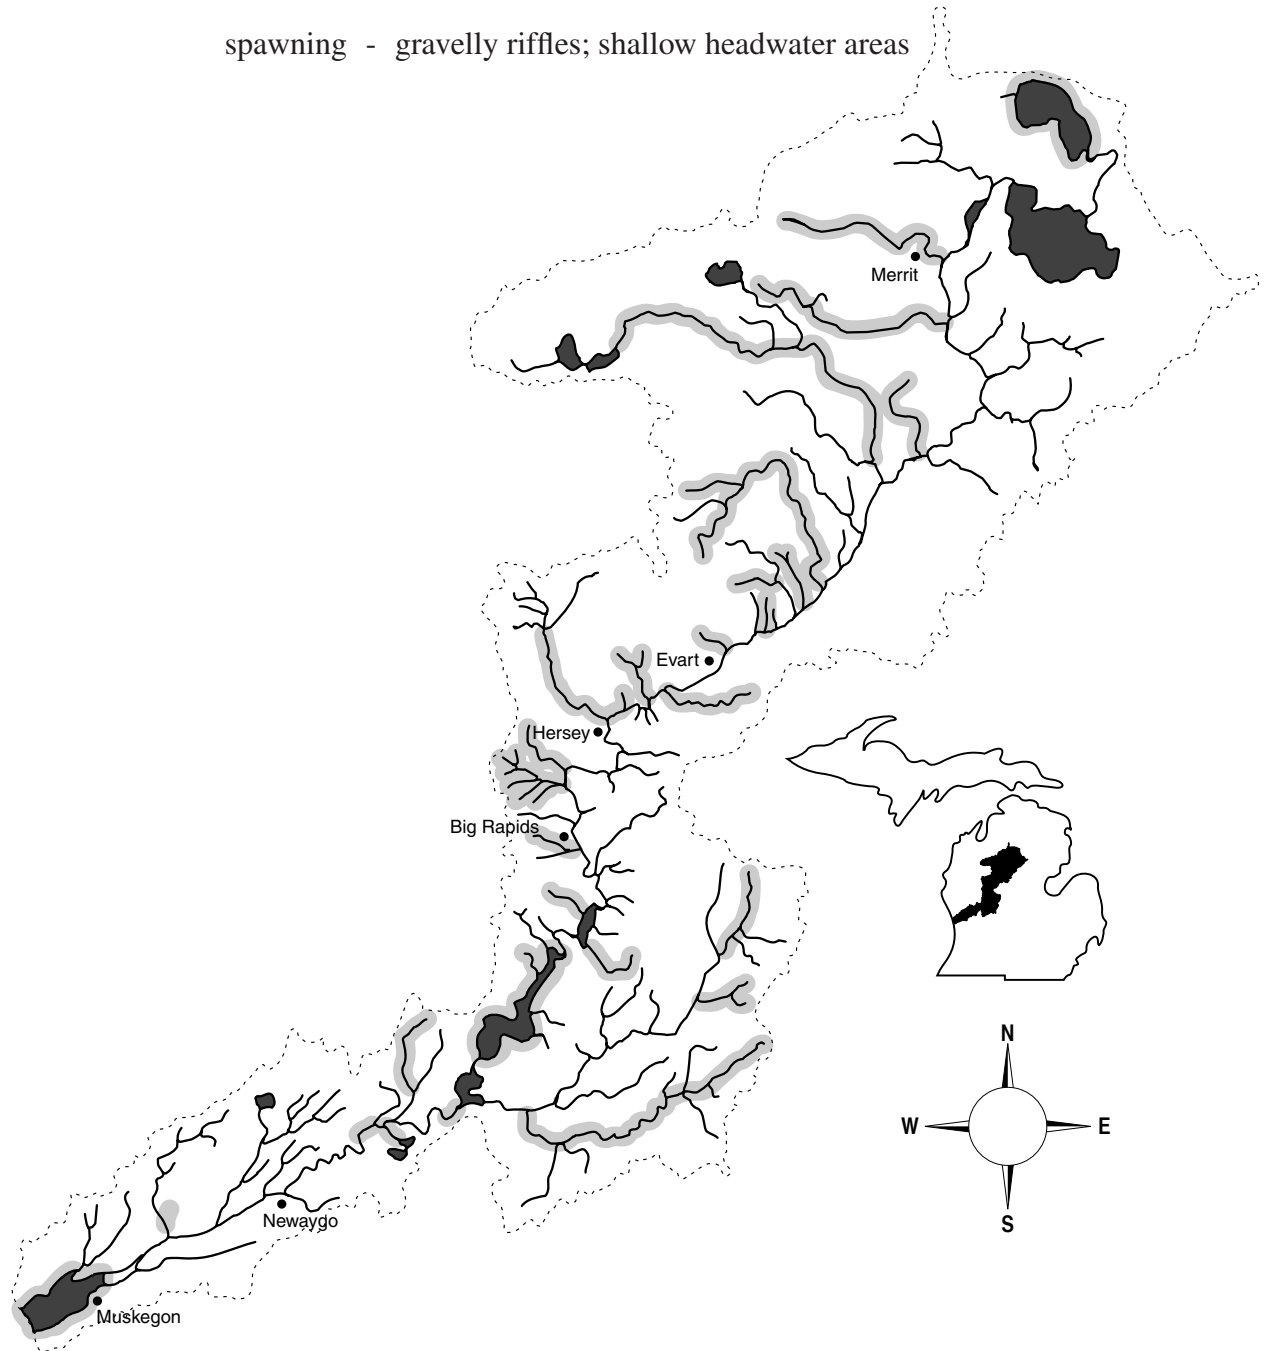 spawning - gravelly riffles; shallow headwater areas
Merrit
Evart
Hersey
Big Rapids
N
W
E
S
Newaygo
Muskegon